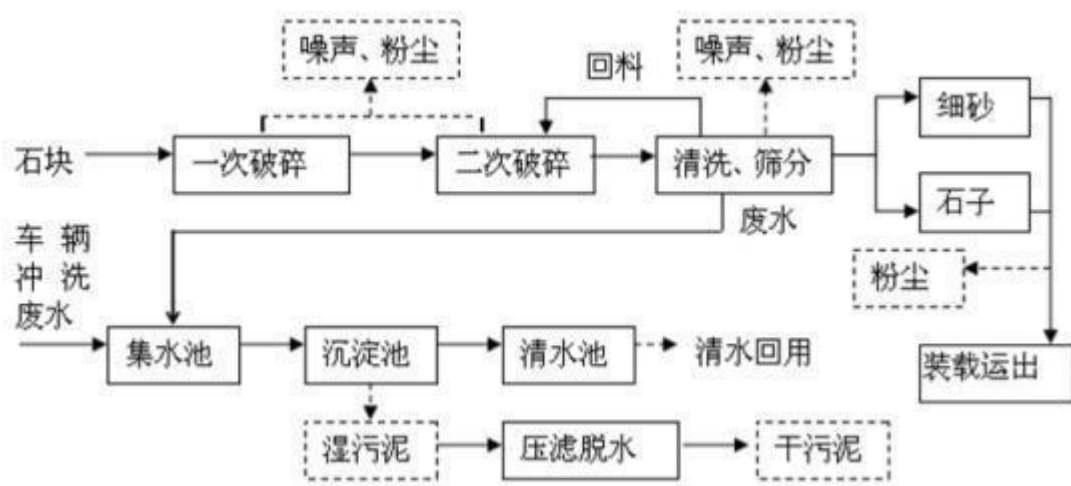 噪声、粉尘
噪声、粉尘
回料
细砂
石块
一次破碎
二次破碎
清洗、筛分
石子
废水
车 辆
冲 洗
废水
粉尘
集水池
沉淀池
清水池
清水回用
装载运出
湿污泥
压滤脱水
干污泥